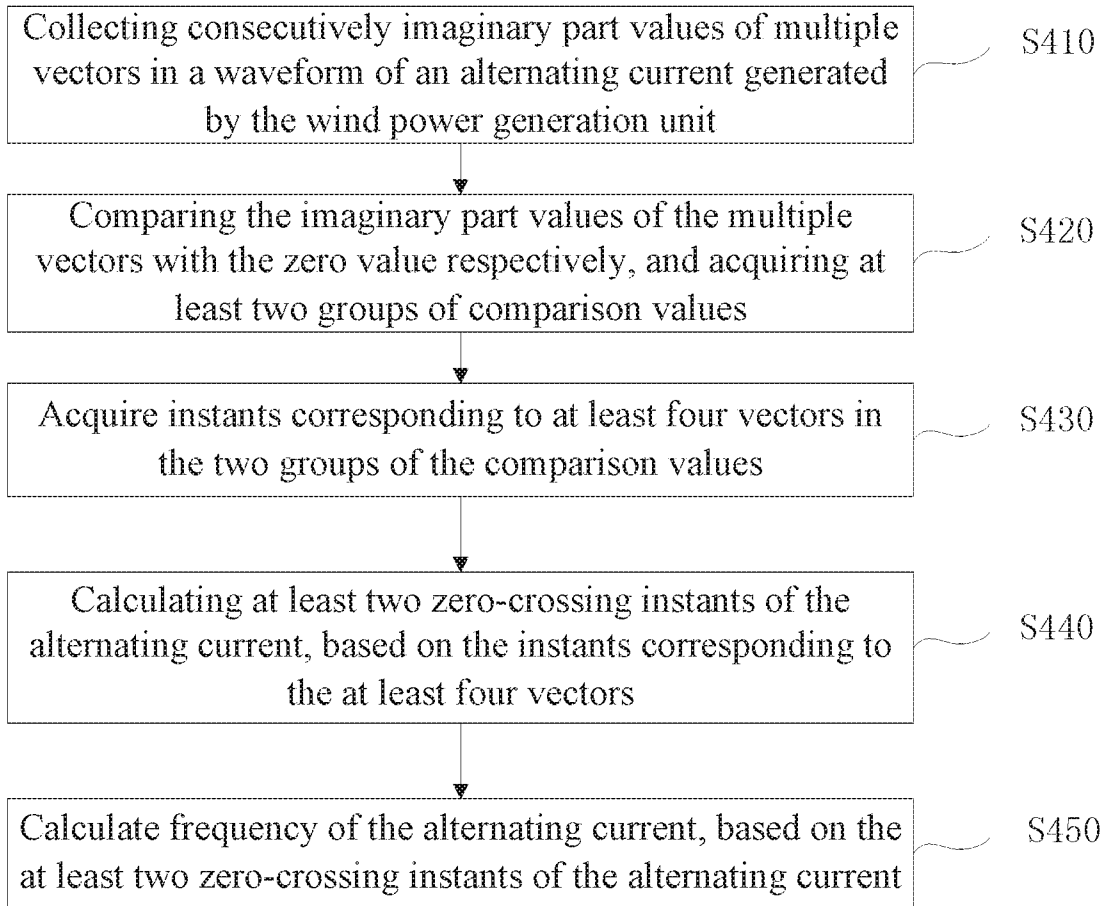 Collecting consecutively imaginary part values of multiple
vectors in a waveform of an alternating current generated
by the wind power generation unit
S410
Comparing the imaginary part values of the multiple
vectors with the zero value respectively, and acquiring at
least two groups of comparison values
S420
Acquire instants corresponding to at least four vectors in
the two groups of the comparison values
S430
Calculating at least two zero-crossing instants of the
alternating current, based on the instants corresponding to
the at least four vectors
S440
Calculate frequency of the alternating current, based on the
at least two zero-crossing instants of the alternating current
S450